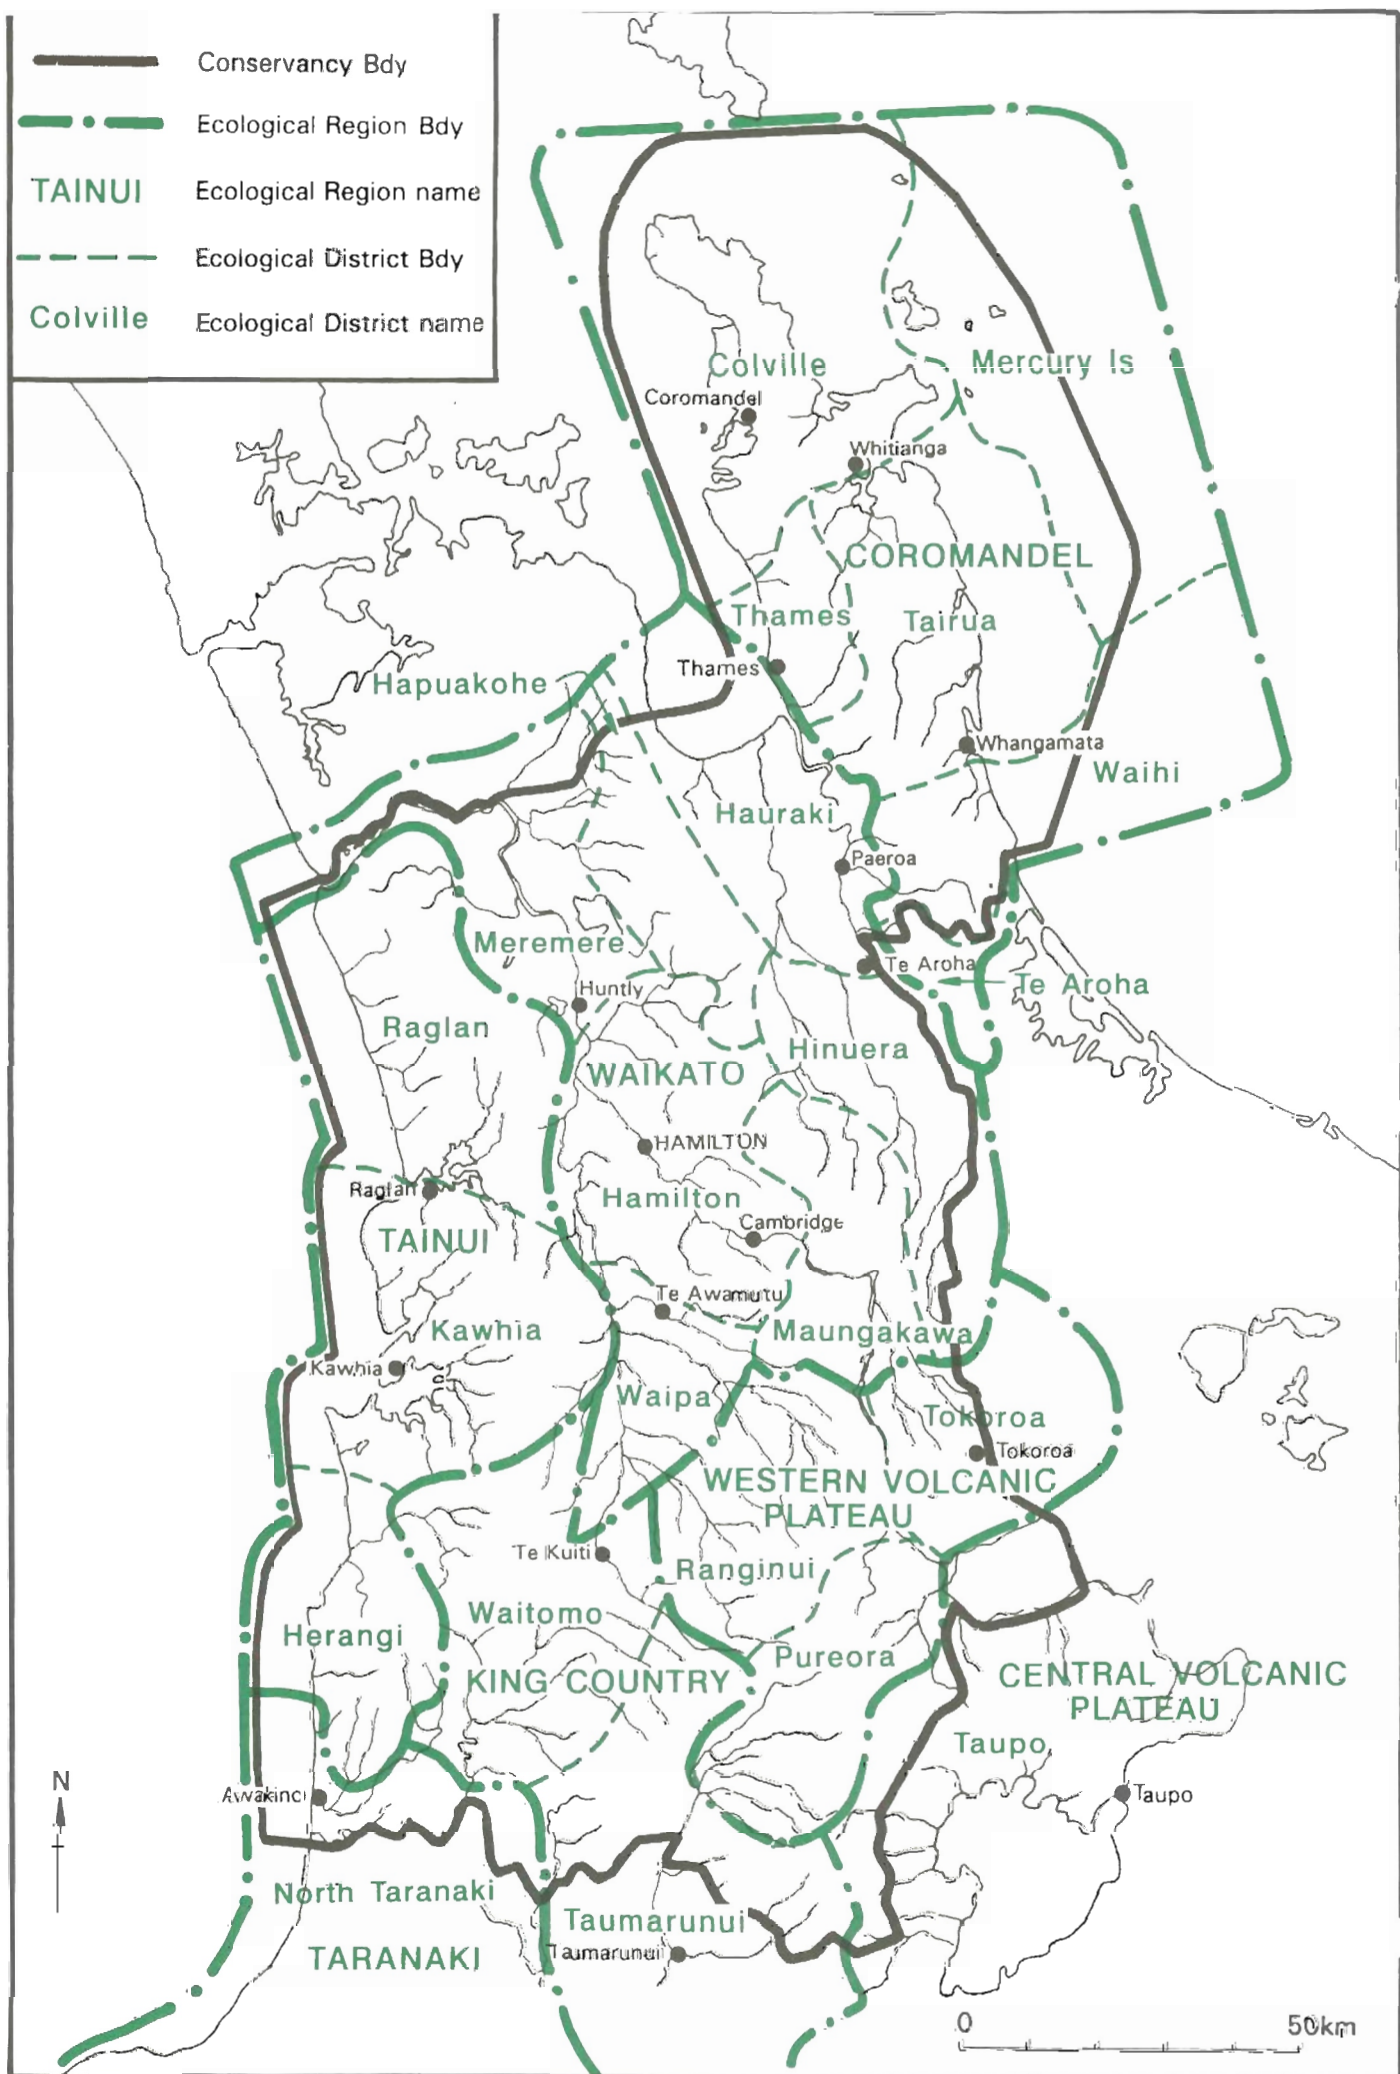 Conservancy Bdy
Ecological Region Bdy
TAINUI Ecological Region name
Ecological District Bdy
Colville Ecological District name
Colville
Mercury Is
Coromandel
Whitianga
COROMANDEL
Thames
Tairua
Thames
Hapuakohe
Whangamata
Waihi
Hauraki
Paeroa
Meremere
Te Aroha
Te Aroha
Huntly
Raglan
Hinuera
WAIKATO
HAMILTON
Raglan
Hamilton
Cambridge
TAINUI
Te Awamutu
Kawhia
Maungakawa
Kawhia
Waipa
Tokoroa
Tokoroa
WESTERN VOLCANIC
PLATEAU
Te Kuiti
Ranginui
Waitomo
Herangi
Pureora
KING COUNTRY
CENTRAL VOLCANIC
PLATEAU
Taupo
N
Awakino
Taupo
North Taranaki
Taumarunui
TARANAKI
Taumarunui
0 50km